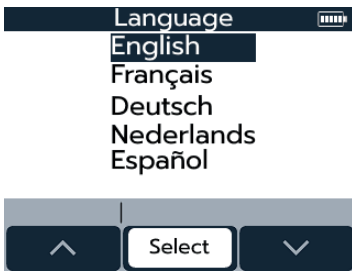 Language
English
Français
Deutsch
Nederlands
Español
Select